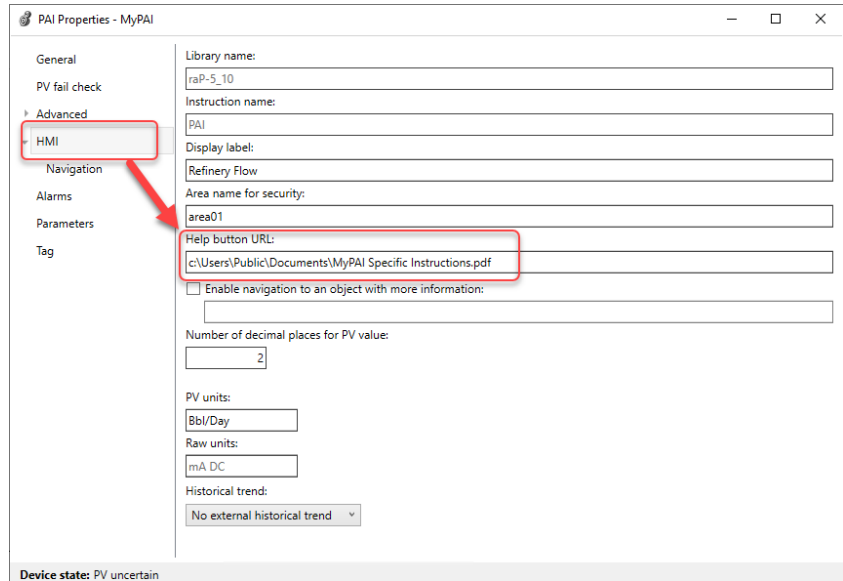 PAI Properties - MyPAI
General
PV fail check
Advanced
HMI
Navigation
Alarms
Parameters
Tag
Library name:
raP-5_10
Instruction name:
PAI
Display label:
Refinery Flow
Area name for security:
area01
Help button URL:
c:\Users\Public\Documents\MyPAI Specific Instructions.pdf
Enable navigation to an object with more information:
Number of decimal places for PV value:
2
PV units:
Bbl/Day
Raw units:
mA DC
Historical trend:
No external historical trend
Device state: PV uncertain